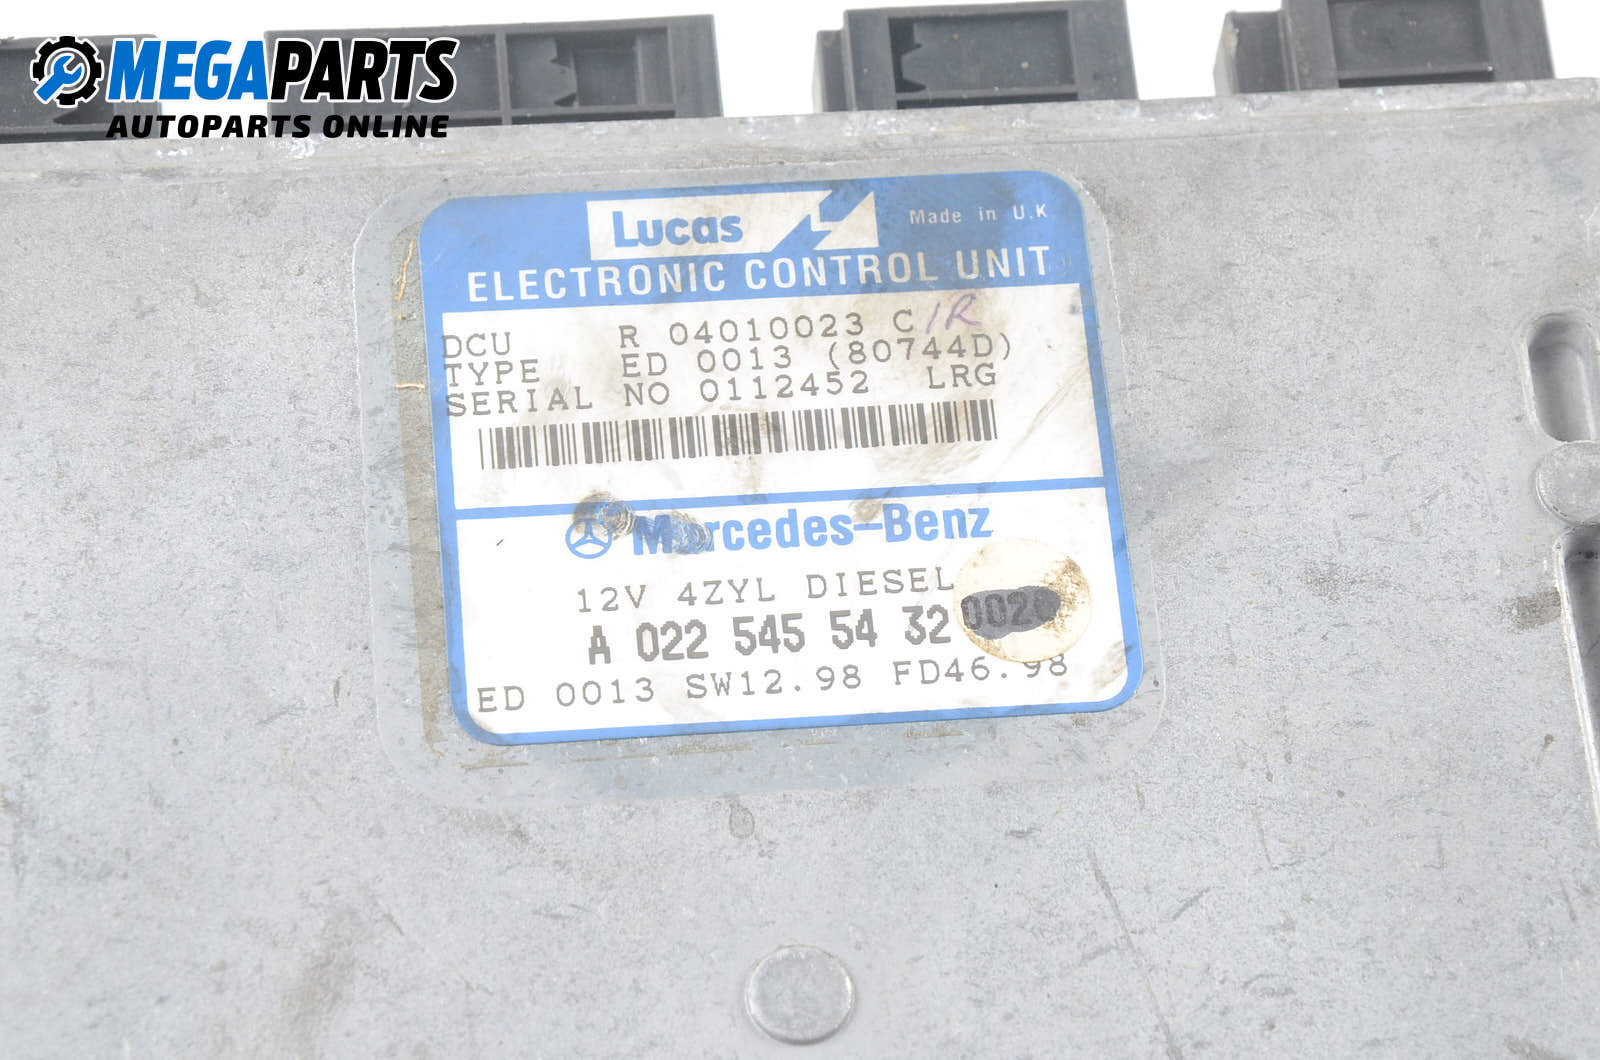 MEGAPARTS
AUTOPARTS ONLINE
Lucas
Made in U.K
ELECTRONIC CONTROL UNIT
DCU R 04010023 C IR
TYPE ED 0013 (80744D)
SERIAL NO 0112452 LRG
Mercedes-Benz
12V 4ZYL DIESEL
A 022 545 54 32
ED 0013 SW12.98 FD46.98